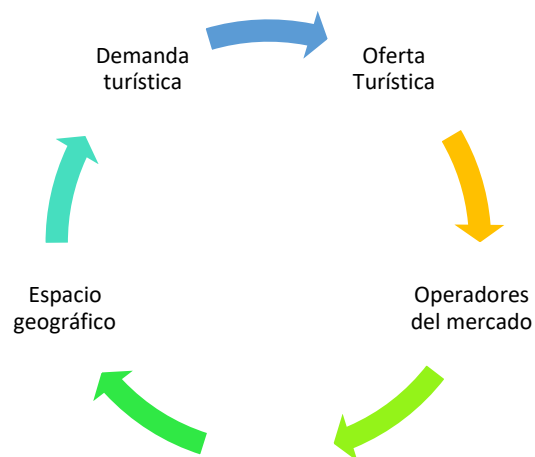 Demanda
turística
Oferta
Turística
Operadores
del mercado
Espacio
geográfico